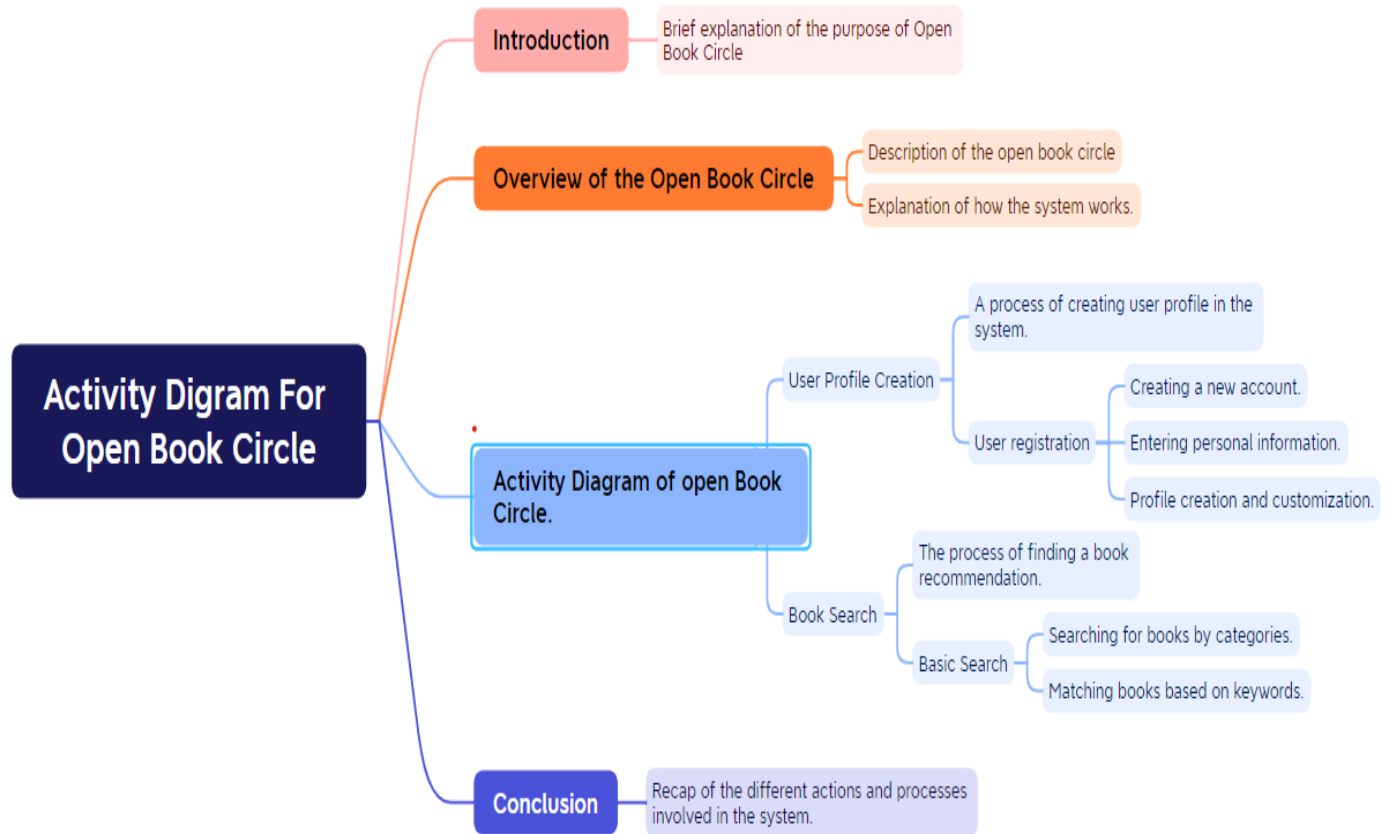 Activity Digram For
Open Book Circle
Introduction
Brief explanation of the purpose of Open
Book Circle
Overview of the Open Book Circle
Description of the open book circle
Explanation of how the system works.
Activity Diagram of open Book
Circle.
User Profile Creation
A process of creating user profile in the
system.
User registration
Creating a new account.
Entering personal information.
Profile creation and customization.
Book Search
The process of finding a book
recommendation.
Basic Search
Searching for books by categories.
Matching books based on keywords.
Conclusion
Recap of the different actions and processes
involved in the system.